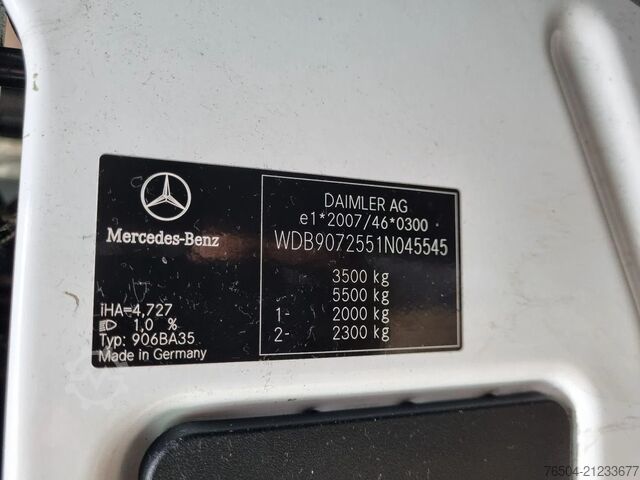 Mercedes-Benz
iHA=4,727
1,0 %
Typ: 906BA35
Made in Germany
DAIMLER AG
e1*2007/46*0300
WDB9072551N045545
3500 kg
5500 kg
1- 2000 kg
2- 2300 kg
76504-21233677